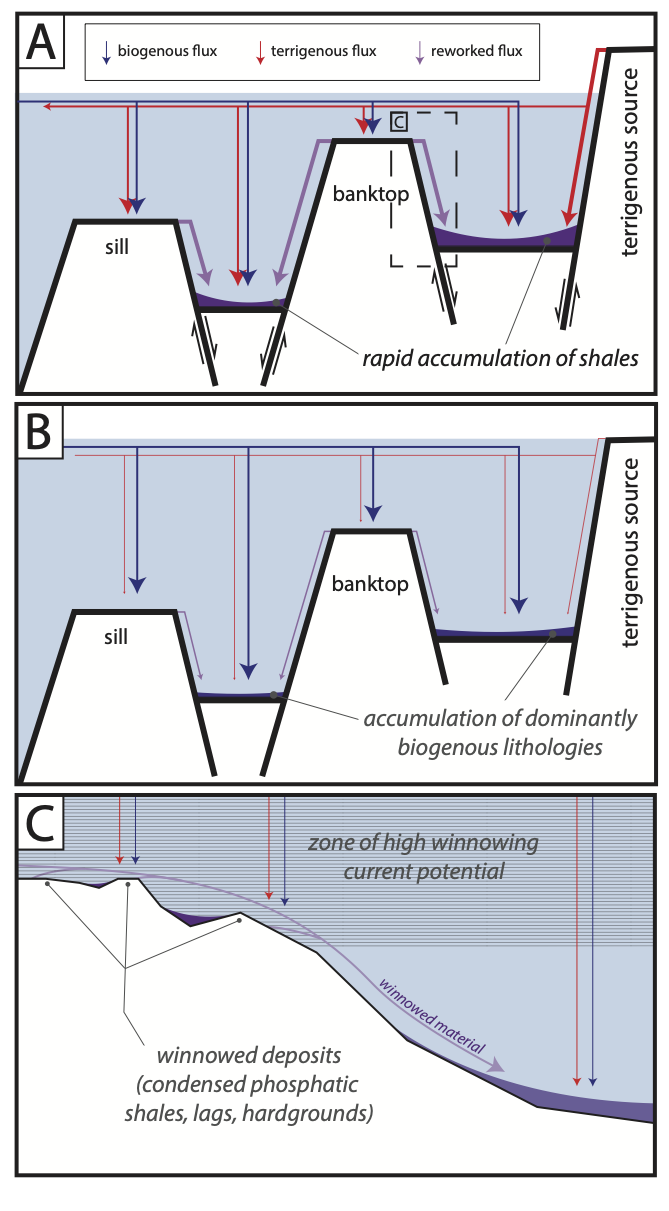 A
biogenous flux
terrigenous flux
reworked flux
C
banktop
sill
terrigenous source
rapid accumulation of shales
B
banktop
sill
terrigenous source
accumulation of dominantly
biogenous lithologies
C
zone of high winnowing
current potential
winnowed material
winnowed deposits
(condensed phosphatic
shales, lags, hardgrounds)